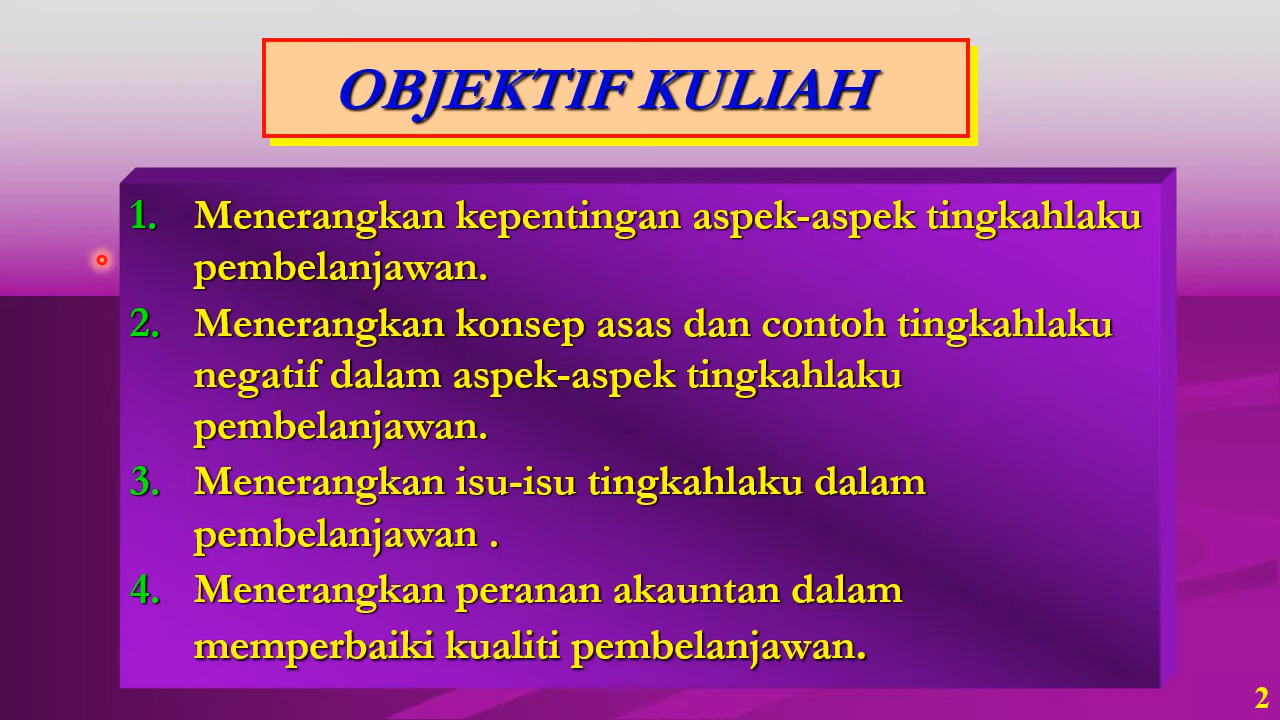 OBJEKTIF KULIAH
1. Menerangkan kepentingan aspek-aspek tingkahlaku
pembelanjawan.
2. Menerangkan konsep asas dan contoh tingkahlaku
negatif dalam aspek-aspek tingkahlaku
pembelanjawan.
3. Menerangkan isu-isu tingkahlaku dalam
pembelanjawan .
4. Menerangkan peranan akauntan dalam
memperbaiki kualiti pembelanjawan.
2